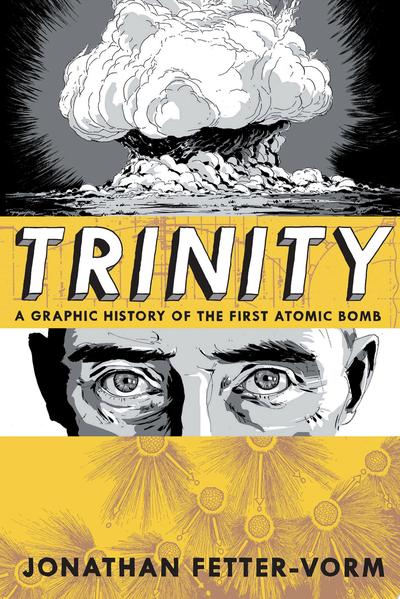 TRINITY
A GRAPHIC HISTORY OF THE FIRST ATOMIC BOMB
JONATHAN FETTER-VORM